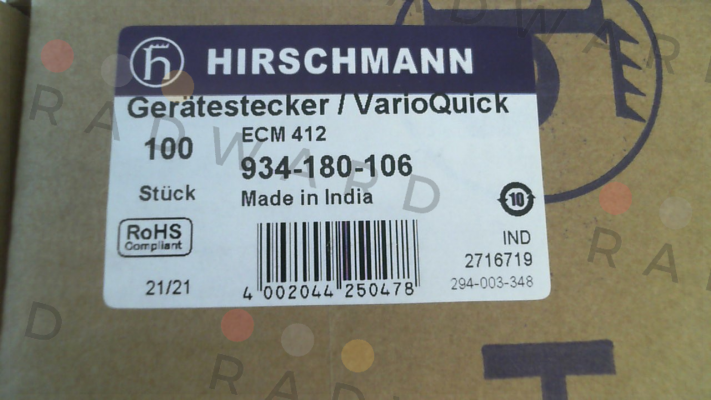 HIRSCHMANN
Gerätestecker / VarioQuick
ECM 412
100
934-180-106
Stück
Made in India
10
RoHS
Compliant
IND
2716719
21/21
4 002044 250478
294-003-348
RADWARD